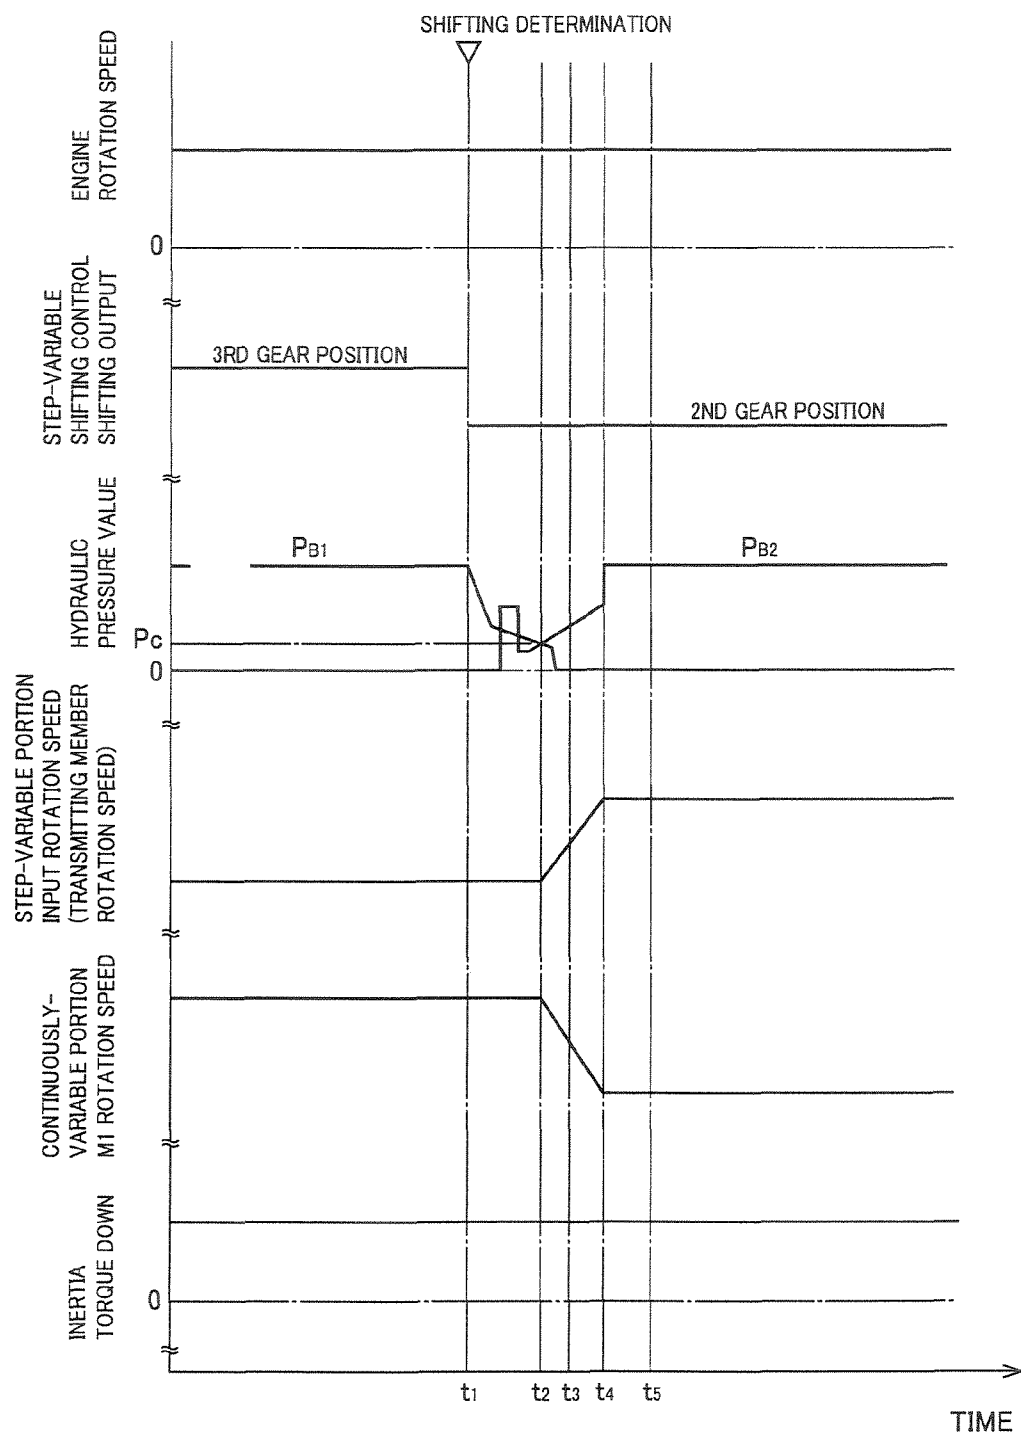 SHIFTING DETERMINATION
ENGINE
ROTATION SPEED
0
STEP-VARIABLE
SHIFTING CONTROL
SHIFTING OUTPUT
3RD GEAR POSITION
2ND GEAR POSITION
HYDRAULIC
PRESSURE VALUE
PB1
PB2
Pc
0
STEP-VARIABLE PORTION
INPUT ROTATION SPEED
(TRANSMITTING MEMBER
ROTATION SPEED)
CONTINUOUSLY-
VARIABLE PORTION
M1 ROTATION SPEED
INERTIA
TORQUE DOWN
0
t1 t2 t3 t4 t5
TIME